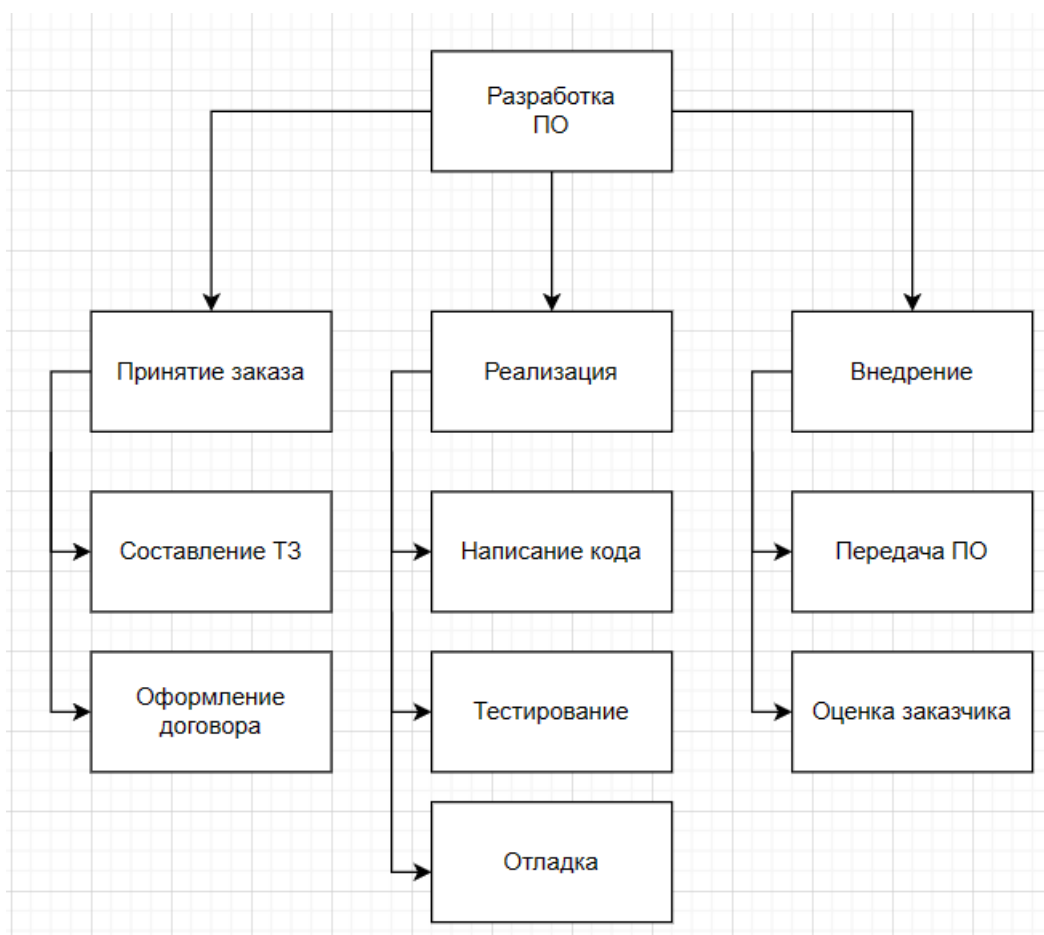 Разработка
ПО
Принятие заказа
Реализация
Внедрение
Составление ТЗ
Написание кода
Передача ПО
Оформление
договора
Тестирование
Оценка заказчика
Отладка